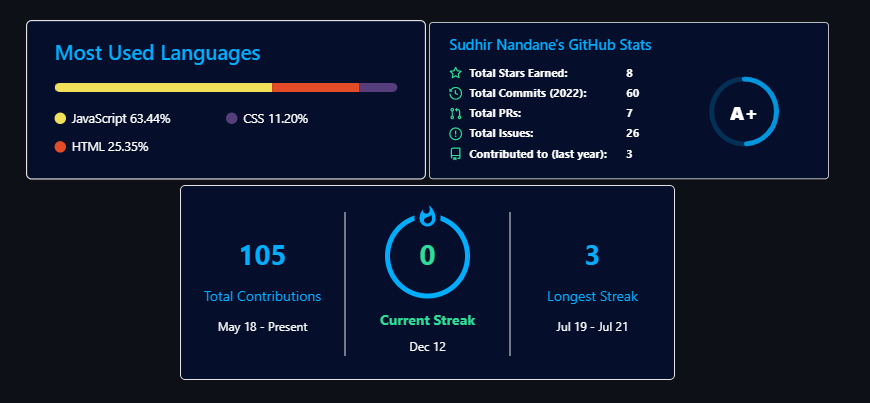 Most Used Languages
JavaScript 63.44%
CSS 11.20%
HTML 25.35%
Sudhir Nandane's GitHub Stats
Total Stars Earned: 8
Total Commits (2022): 60
Total PRs: 7
Total Issues: 26
Contributed to (last year): 3
A+
105
Total Contributions
May 18 - Present
0
Current Streak
Dec 12
3
Longest Streak
Jul 19 - Jul 21